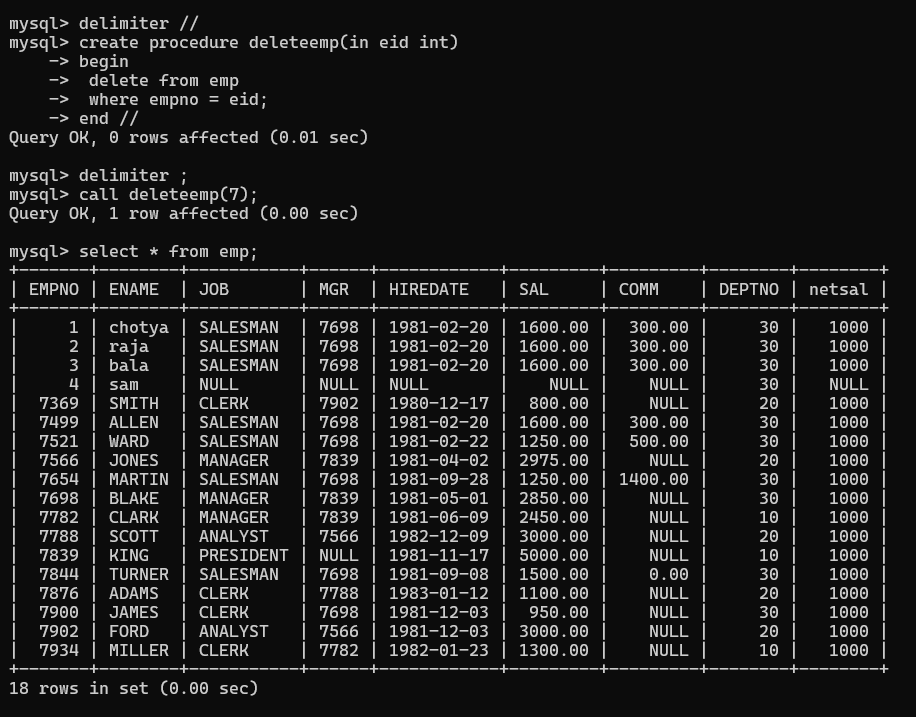 mysql> delimiter //
mysql> create procedure deleteemp(in eid int)
    -> begin
    ->  delete from emp
    ->  where empno = eid;
    -> end //
Query OK, 0 rows affected (0.01 sec)

mysql> delimiter ;
mysql> call deleteemp(7);
Query OK, 1 row affected (0.00 sec)

mysql> select * from emp;
+-------+--------+-----------+------+------------+---------+---------+--------+--------+
| EMPNO | ENAME  | JOB       | MGR  | HIREDATE   | SAL     | COMM    | DEPTNO | netsal |
+-------+--------+-----------+------+------------+---------+---------+--------+--------+
|     1 | chotya | SALESMAN  | 7698 | 1981-02-20 | 1600.00 |  300.00 |     30 |   1000 |
|     2 | raja   | SALESMAN  | 7698 | 1981-02-20 | 1600.00 |  300.00 |     30 |   1000 |
|     3 | bala   | SALESMAN  | 7698 | 1981-02-20 | 1600.00 |  300.00 |     30 |   1000 |
|     4 | sam    | NULL      | NULL | NULL       |    NULL |    NULL |     30 |   NULL |
|  7369 | SMITH  | CLERK     | 7902 | 1980-12-17 |  800.00 |    NULL |     20 |   1000 |
|  7499 | ALLEN  | SALESMAN  | 7698 | 1981-02-20 | 1600.00 |  300.00 |     30 |   1000 |
|  7521 | WARD   | SALESMAN  | 7698 | 1981-02-22 | 1250.00 |  500.00 |     30 |   1000 |
|  7566 | JONES  | MANAGER   | 7839 | 1981-04-02 | 2975.00 |    NULL |     20 |   1000 |
|  7654 | MARTIN | SALESMAN  | 7698 | 1981-09-28 | 1250.00 | 1400.00 |     30 |   1000 |
|  7698 | BLAKE  | MANAGER   | 7839 | 1981-05-01 | 2850.00 |    NULL |     30 |   1000 |
|  7782 | CLARK  | MANAGER   | 7839 | 1981-06-09 | 2450.00 |    NULL |     10 |   1000 |
|  7788 | SCOTT  | ANALYST   | 7566 | 1982-12-09 | 3000.00 |    NULL |     20 |   1000 |
|  7839 | KING   | PRESIDENT | NULL | 1981-11-17 | 5000.00 |    NULL |     10 |   1000 |
|  7844 | TURNER | SALESMAN  | 7698 | 1981-09-08 | 1500.00 |    0.00 |     30 |   1000 |
|  7876 | ADAMS  | CLERK     | 7788 | 1983-01-12 | 1100.00 |    NULL |     20 |   1000 |
|  7900 | JAMES  | CLERK     | 7698 | 1981-12-03 |  950.00 |    NULL |     30 |   1000 |
|  7902 | FORD   | ANALYST   | 7566 | 1981-12-03 | 3000.00 |    NULL |     20 |   1000 |
|  7934 | MILLER | CLERK     | 7782 | 1982-01-23 | 1300.00 |    NULL |     10 |   1000 |
+-------+--------+-----------+------+------------+---------+---------+--------+--------+
18 rows in set (0.00 sec)